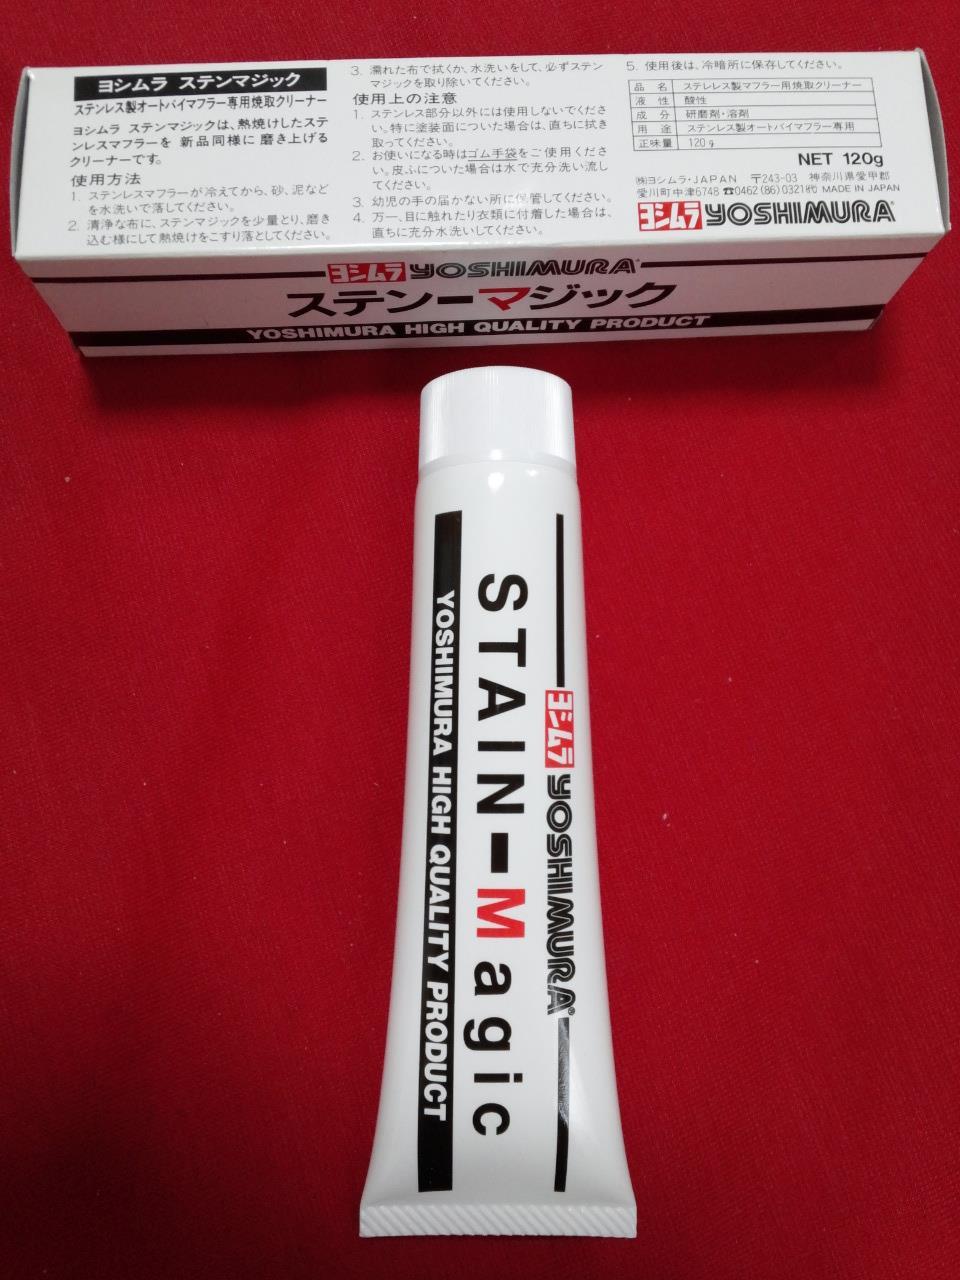 ヨシムラ ステンマジック
ステンレス製オートバイマフラー専用焼取クリーナー
ヨシムラ ステンマジックは、熱焼けしたステ
ンレスマフラーを 新品同様に 磨き上げる
クリーナーです。
使用方法
1. ステンレスマフラーが冷えてから、砂、泥など
を水洗いで落してください。
2. 清浄な布に、ステンマジックを少量とり、磨き
込む様にして熱焼けをこすり落としてください。
3. 濡れた布で拭くか、水洗いをして、必ずステン
マジックを取り除いてください。
使用上の注意
1. ステンレス部分以外には使用しないでくださ
い。特に塗装面についた場合は、直ちに拭き
取ってください。
2. お使いになる時はゴム手袋をご使用くださ
い。皮ふについた場合は水で充分洗い流し
てください。
3. 幼児の手の届かない所に保管してください。
4. 万一、目に触れたり衣類に付着した場合は、
直ちに充分水洗いしてください。
5. 使用後は、冷暗所に保存してください。
品 名 ステンレス製マフラー用焼取クリーナー
液 性 酸性
成 分 研磨剤・溶剤
用 途 ステンレス製オートバイマフラー専用
正味量 120g
NET 120g
㈱ヨシムラ・JAPAN 〒243-03 神奈川県愛甲郡
愛川町中津6748 ☎0462(86)0321㈹ MADE IN JAPAN
ヨシムラ YOSHIMURA
ヨシムラ YOSHIMURA
ステンーマジック
YOSHIMURA HIGH QUALITY PRODUCT
ヨシムラ YOSHIMURA®
STAIN-Magic
YOSHIMURA HIGH QUALITY PRODUCT